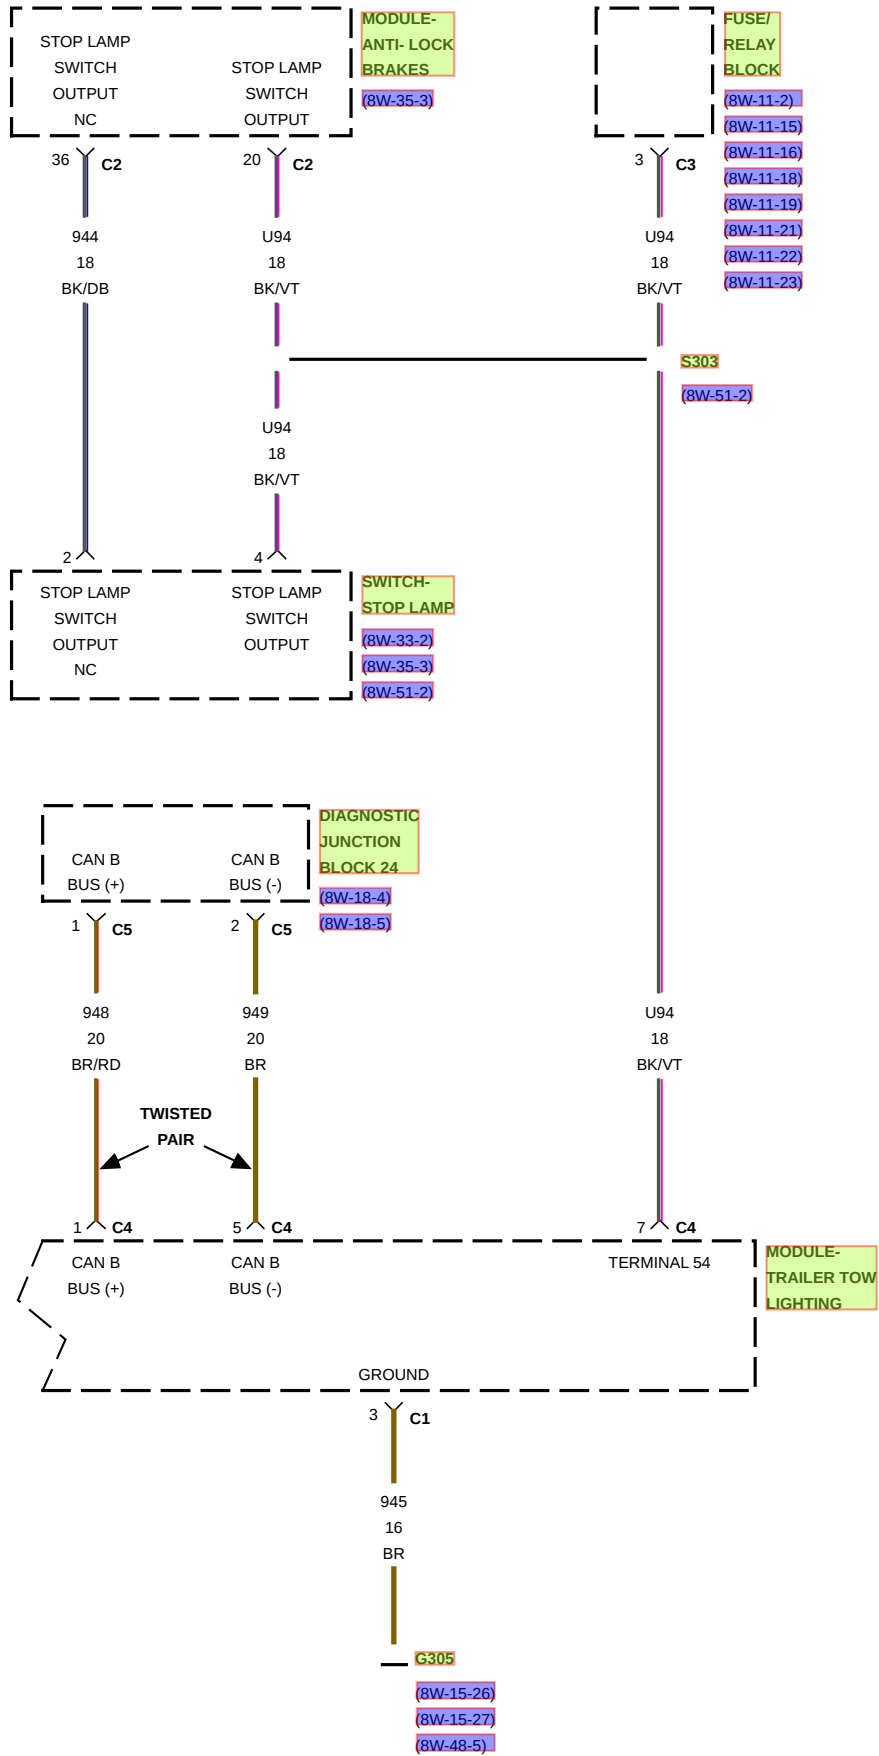 MODULE-
ANTI- LOCK
BRAKES
(8W-35-3)
STOP LAMP
SWITCH
OUTPUT
NC
STOP LAMP
SWITCH
OUTPUT
FUSE/
RELAY
BLOCK
(8W-11-2)
(8W-11-15)
(8W-11-16)
(8W-11-18)
(8W-11-19)
(8W-11-21)
(8W-11-22)
(8W-11-23)
36 C2
20 C2
3 C3
944
18
BK/DB
U94
18
BK/VT
U94
18
BK/VT
S303
(8W-51-2)
U94
18
BK/VT
2
4
STOP LAMP
SWITCH
OUTPUT
NC
STOP LAMP
SWITCH
OUTPUT
SWITCH-
STOP LAMP
(8W-33-2)
(8W-35-3)
(8W-51-2)
DIAGNOSTIC
JUNCTION
BLOCK 24
(8W-18-4)
(8W-18-5)
CAN B
BUS (+)
CAN B
BUS (-)
1 C5
2 C5
948
20
BR/RD
949
20
BR
U94
18
BK/VT
TWISTED
PAIR
1 C4
5 C4
7 C4
CAN B
BUS (+)
CAN B
BUS (-)
TERMINAL 54
MODULE-
TRAILER TOW
LIGHTING
GROUND
3 C1
945
16
BR
G305
(8W-15-26)
(8W-15-27)
(8W-48-5)